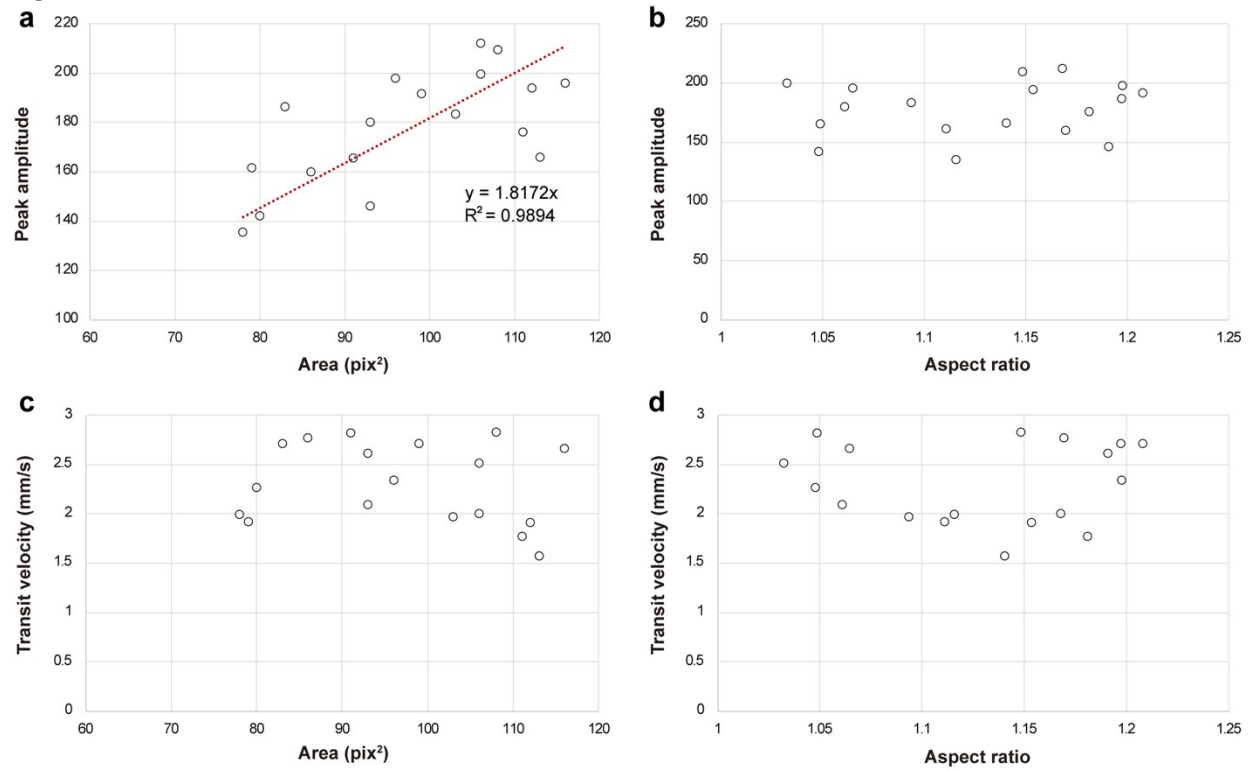 a
220
200
180
160
140
120
100
Peak amplitude
y = 1.8172x
R² = 0.9894
60 70 80 90 100 110 120
Area (pix²)
b
250
200
150
100
50
0
Peak amplitude
1 1.05 1.1 1.15 1.2 1.25
Aspect ratio
c
3
2.5
2
1.5
1
0.5
0
Transit velocity (mm/s)
60 70 80 90 100 110 120
Area (pix²)
d
3
2.5
2
1.5
1
0.5
0
Transit velocity (mm/s)
1 1.05 1.1 1.15 1.2 1.25
Aspect ratio